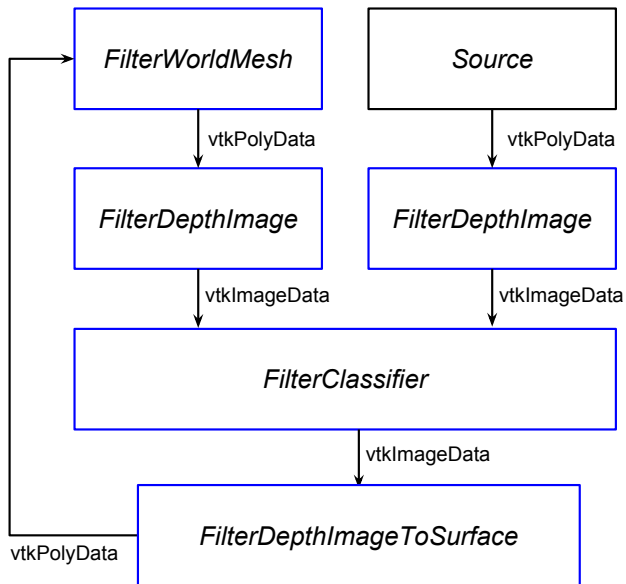 FilterWorldMesh
Source
vtkPolyData
vtkPolyData
FilterDepthImage
FilterDepthImage
vtkImageData
vtkImageData
FilterClassifier
vtkImageData
FilterDepthImageToSurface
vtkPolyData